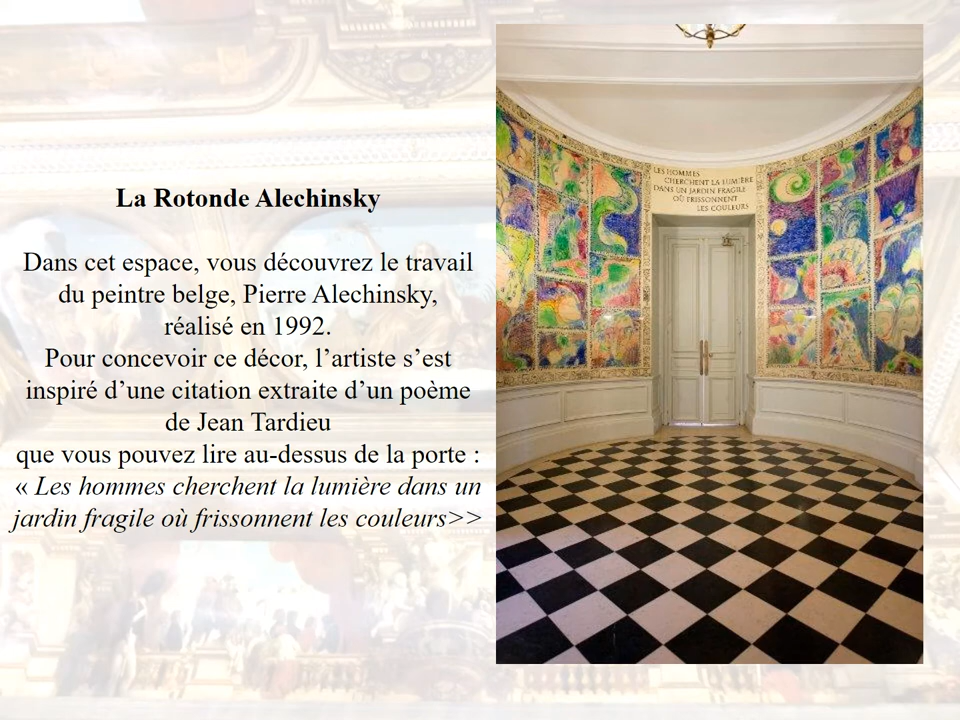 La Rotonde Alechinsky
Dans cet espace, vous découvrez le travail
du peintre belge, Pierre Alechinsky,
réalisé en 1992.
Pour concevoir ce décor, l’artiste s’est
inspiré d’une citation extraite d’un poème
de Jean Tardieu
que vous pouvez lire au-dessus de la porte :
« Les hommes cherchent la lumière dans un
jardin fragile où frissonnent les couleurs>>
LES HOMMES
CHERCHENT LA LUMIÈRE
DANS UN JARDIN FRAGILE
OÙ FRISSONNENT
LES COULEURS